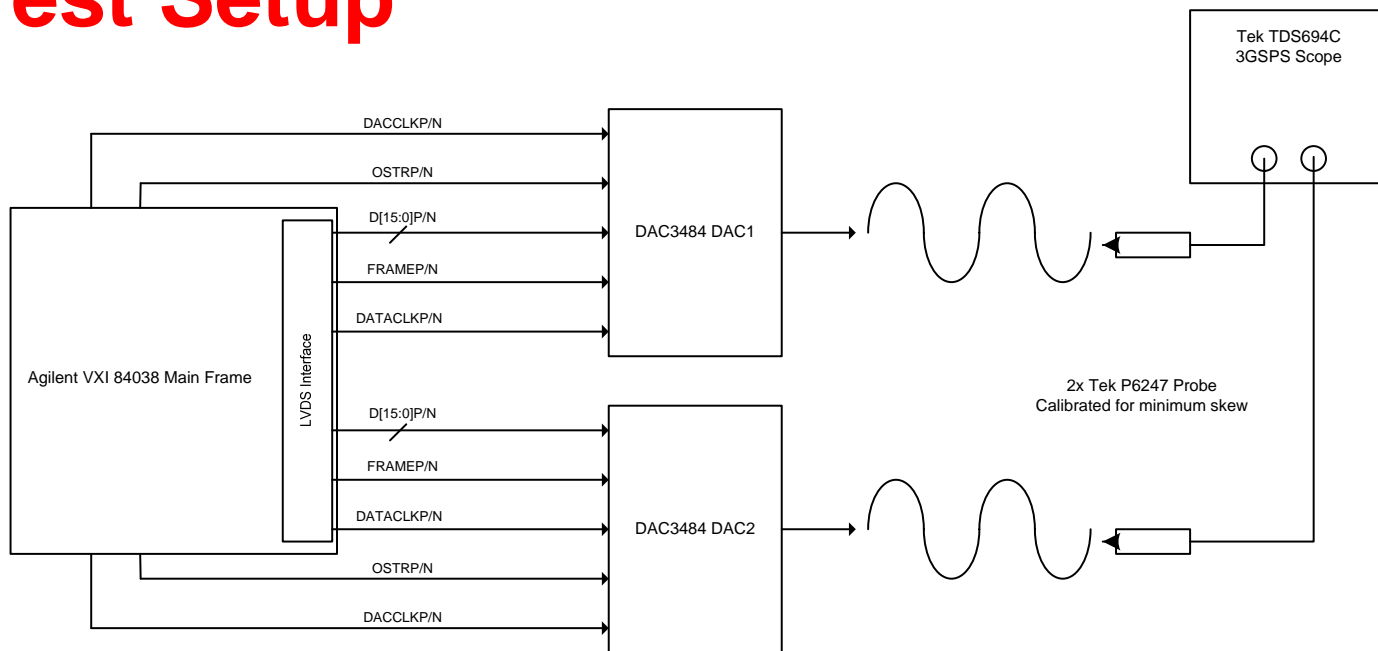 est Setup
Tek TDS694C
3GSPS Scope
DACCLKP/N
OSTRP/N
D[15:0]P/N
FRAMEP/N
DATACLKP/N
DAC3484 DAC1
Agilent VXI 84038 Main Frame
LVDS Interface
2x Tek P6247 Probe
Calibrated for minimum skew
D[15:0]P/N
FRAMEP/N
DATACLKP/N
DAC3484 DAC2
OSTRP/N
DACCLKP/N